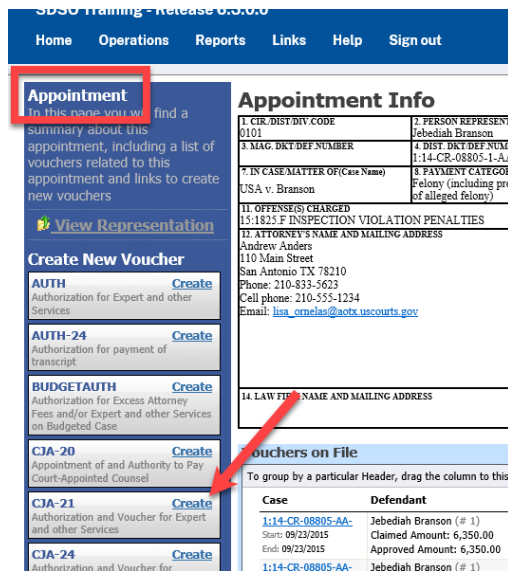 SDSO Training - Release 6.3.0.0
Home Operations Reports Links Help Sign out
Appointment
In this page you will find a
summary about this
appointment, including a list of
vouchers related to this
appointment and links to create
new vouchers
View Representation
Create New Voucher
AUTH Create
Authorization for Expert and other
Services
AUTH-24 Create
Authorization for payment of
transcript
BUDGETAUTH Create
Authorization for Excess Attorney
Fees and/or Expert and other Services
on Budgeted Case
CJA-20 Create
Appointment of and Authority to Pay
Court-Appointed Counsel
CJA-21 Create
Authorization and Voucher for Expert
and other Services
CJA-24 Create
Authorization and Voucher for
Appointment Info
1. CIR./DIST/DIV.CODE
0101
2. PERSON REPRESENT
Jebediah Branson
3. MAG. DKT/DEF.NUMBER
4. DIST. DKT/DEF.NUM
1:14-CR-08805-1-A
7. IN CASE/MATTER OF(Case Name)
USA v. Branson
8. PAYMENT CATEGO
Felony (including pr
of alleged felony)
11. OFFENSE(S) CHARGED
15:1825.F INSPECTION VIOLATION PENALTIES
12. ATTORNEY'S NAME AND MAILING ADDRESS
Andrew Anders
110 Main Street
San Antonio TX 78210
Phone: 210-833-5623
Cell phone: 210-555-1234
Email: lisa_ornelas@aotx.uscourts.gov
14. LAW FIRM NAME AND MAILING ADDRESS
Vouchers on File
To group by a particular Header, drag the column to this
Case Defendant
1:14-CR-08805-AA- Jebediah Branson (# 1)
Start: 09/23/2015 Claimed Amount: 6,350.00
End: 09/23/2015 Approved Amount: 6,350.00
1:14-CR-08805-AA- Jebediah Branson (# 1)